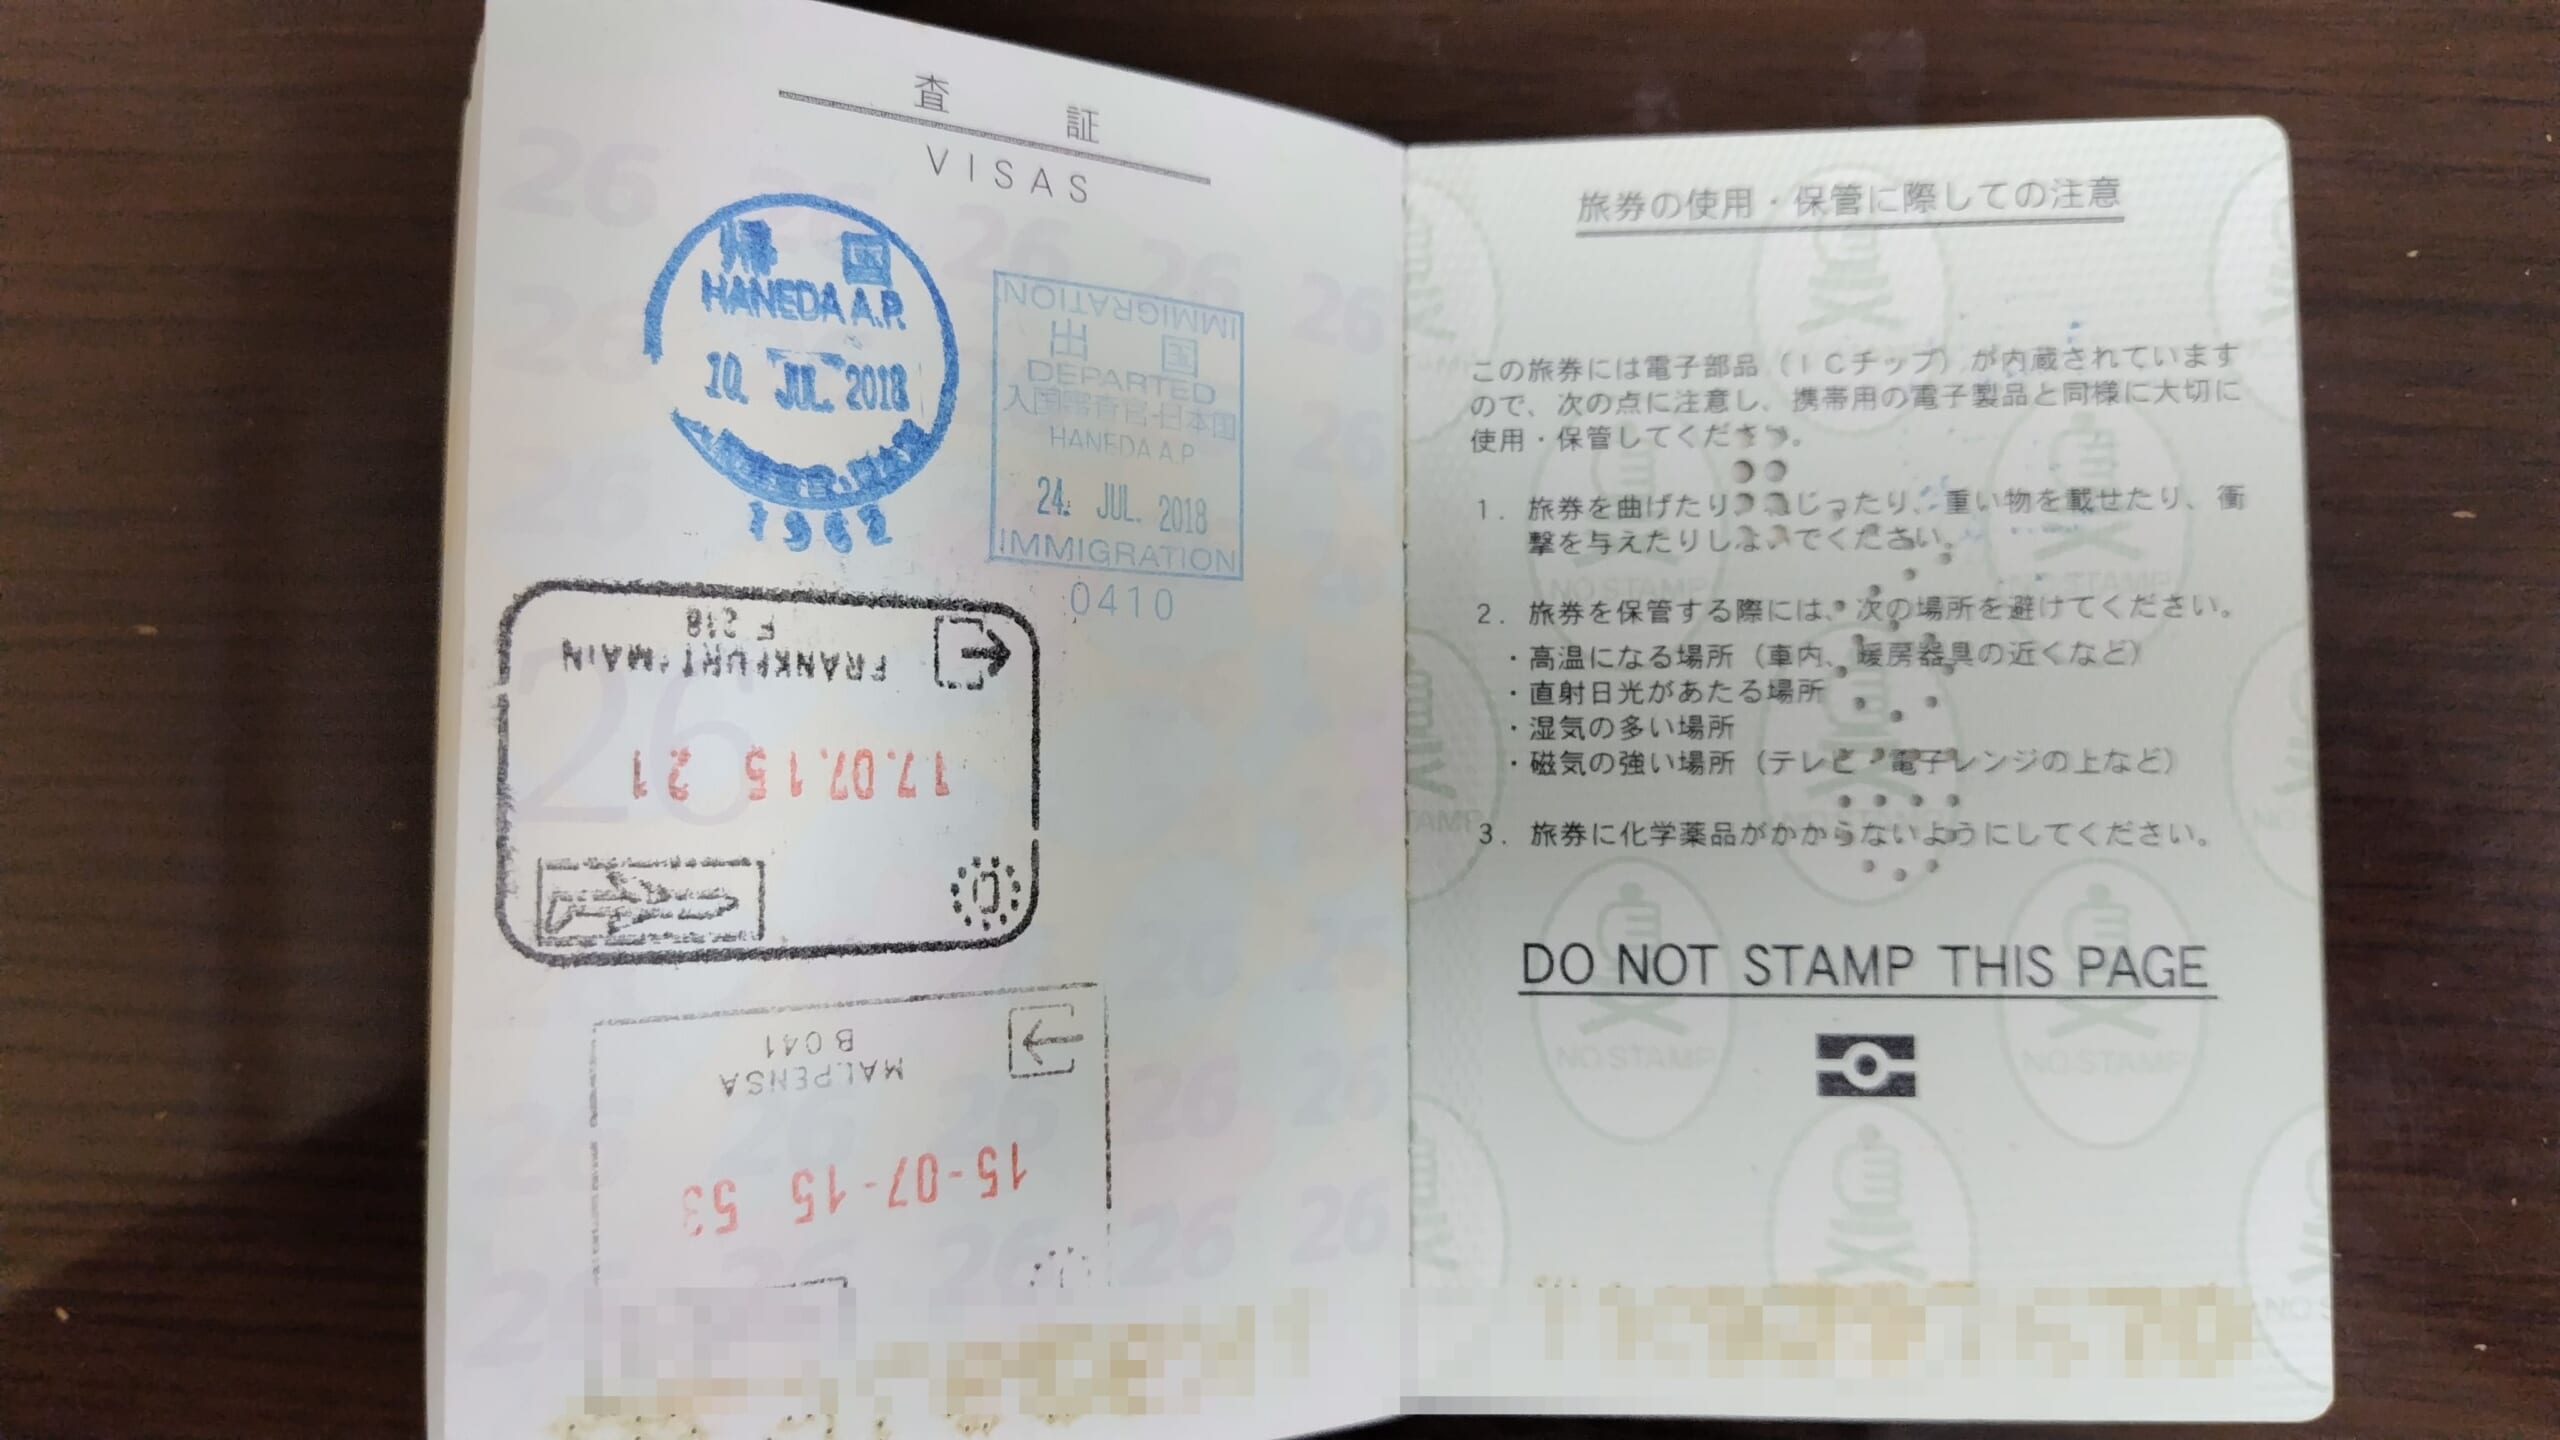 査 証
VISAS
帰 国
HANEDA A.P.
10. JUL. 2018
1962
IMMIGRATION
出 国
DEPARTED
入国審査官-日本国
HANEDA A.P
24. JUL. 2018
IMMIGRATION
0410
F 218
FRANKFURT/MAIN
17.07.15 21
D
B 041
MALPENSA
15-07-15 53
旅券の使用・保管に際しての注意
この旅券には電子部品（ICチップ）が内蔵されています
ので、次の点に注意し、携帯用の電子製品と同様に大切に
使用・保管してください。
1. 旅券を曲げたりねじったり、重い物を載せたり、衝
撃を与えたりしないでください。
2. 旅券を保管する際には、次の場所を避けてください。
・高温になる場所（車内、暖房器具の近くなど）
・直射日光があたる場所
・湿気の多い場所
・磁気の強い場所（テレビ・電子レンジの上など）
3. 旅券に化学薬品がかからないようにしてください。
DO NOT STAMP THIS PAGE
NO STAMP